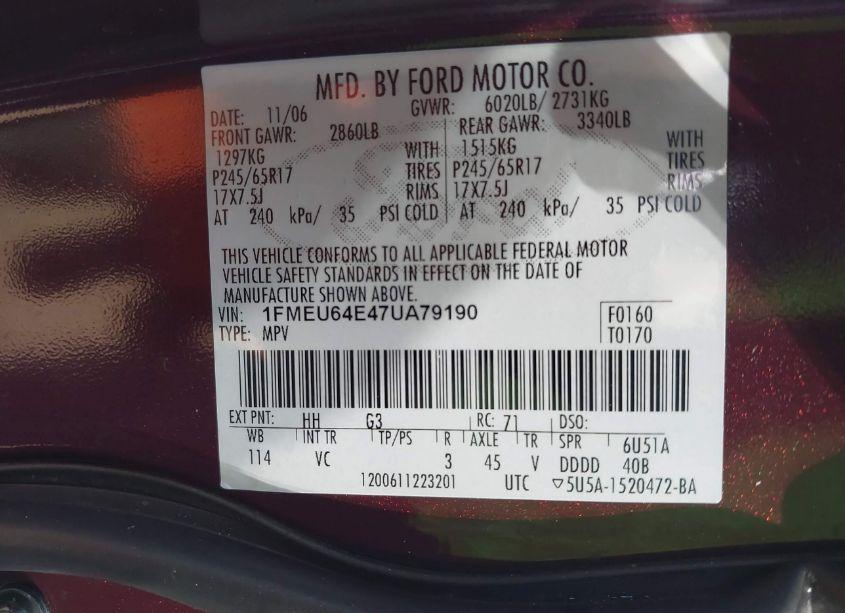 MFD. BY FORD MOTOR CO.
DATE: 11/06 GVWR: 6020LB/ 2731KG
FRONT GAWR: 2860LB REAR GAWR: 3340LB
1297KG WITH 1515KG WITH
P245/65R17 TIRES P245/65R17 TIRES
17X7.5J RIMS 17X7.5J RIMS
AT 240 kPa/ 35 PSI COLD AT 240 kPa/ 35 PSI COLD
THIS VEHICLE CONFORMS TO ALL APPLICABLE FEDERAL MOTOR
VEHICLE SAFETY STANDARDS IN EFFECT ON THE DATE OF
MANUFACTURE SHOWN ABOVE.
VIN: 1FMEU64E47UA79190 F0160
TYPE: MPV T0170
EXT PNT: HH G3 RC: 71 DSO:
WB INT TR TP/PS R AXLE TR SPR 6U51A
114 VC 3 45 V DDDD 40B
1200611223201 UTC ▽5U5A-1520472-BA